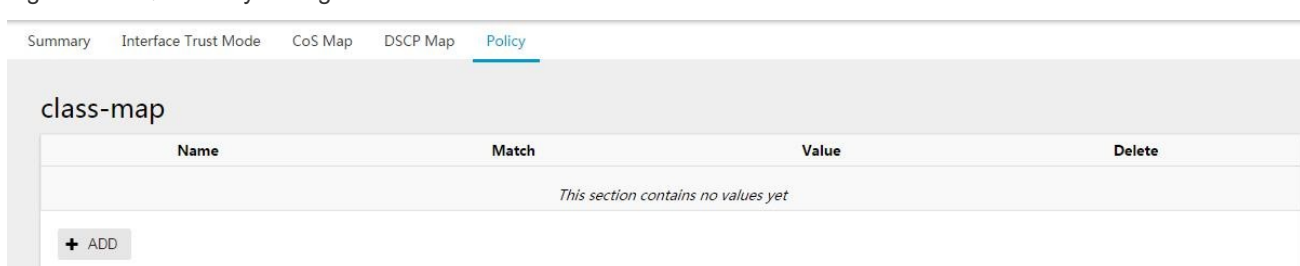 Summary Interface Trust Mode CoS Map DSCP Map Policy
class-map
Name Match Value Delete
This section contains no values yet
+ ADD